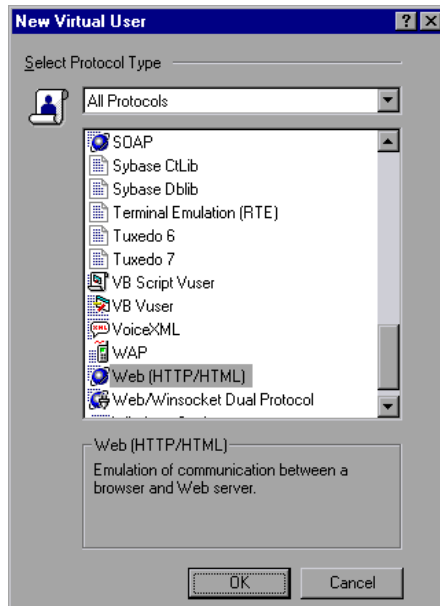 New Virtual User
Select Protocol Type
All Protocols
SOAP
Sybase CtLib
Sybase Dblib
Terminal Emulation (RTE)
Tuxedo 6
Tuxedo 7
VB Script Vuser
VB Vuser
VoiceXML
WAP
Web (HTTP/HTML)
Web/Winsocket Dual Protocol
Web (HTTP/HTML)
Emulation of communication between a
browser and Web server.
OK
Cancel